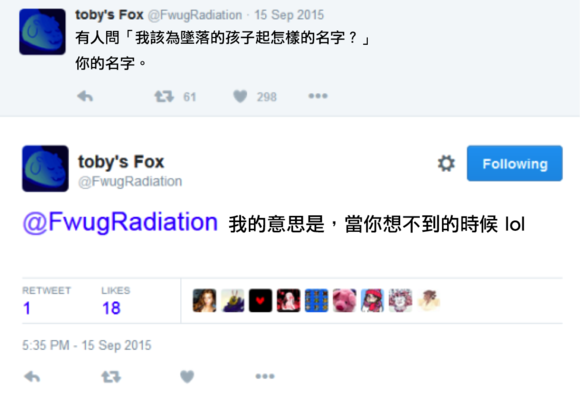 toby's Fox @FwugRadiation · 15 Sep 2015
有人問「我該為墜落的孩子起怎樣的名字？」
你的名字。
61 298
toby's Fox
@FwugRadiation
Following
@FwugRadiation 我的意思是，當你想不到的時候 lol
RETWEET LIKES
1 18
5:35 PM - 15 Sep 2015